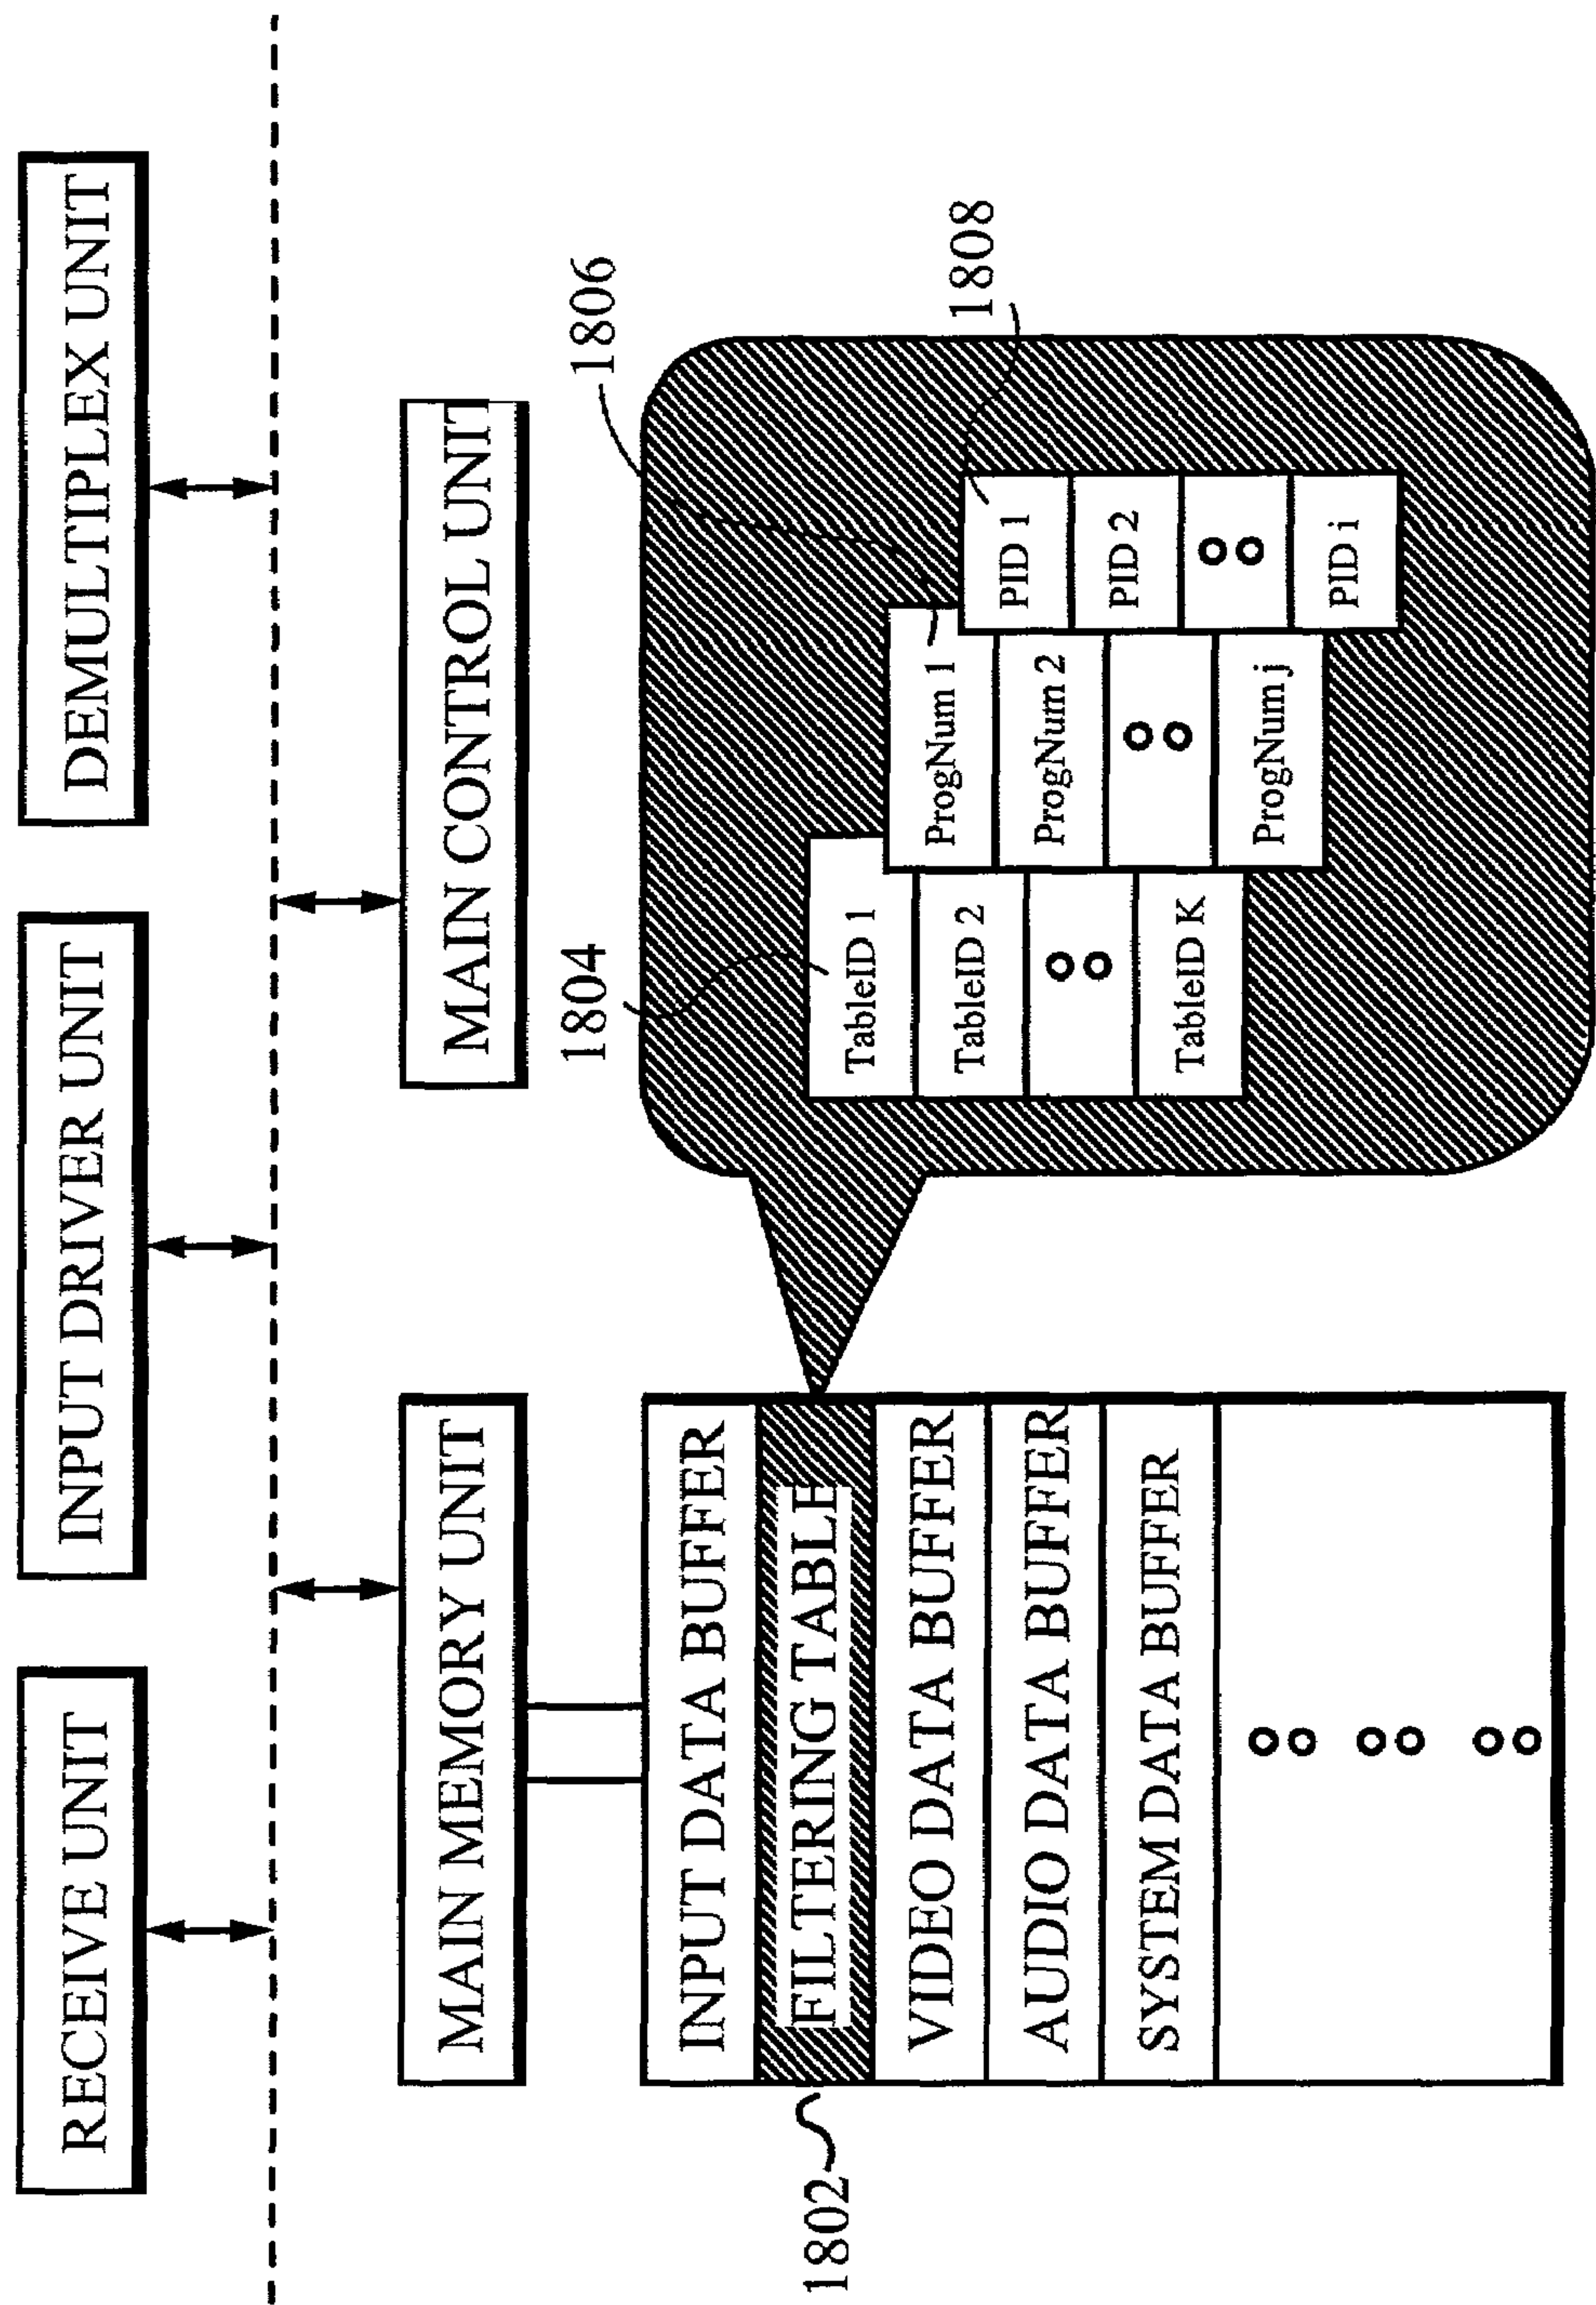 RECEIVE UNIT
INPUT DRIVER UNIT
DEMULTIPLEX UNIT
MAIN MEMORY UNIT
MAIN CONTROL UNIT
INPUT DATA BUFFER
1802
FILTERING TABLE
VIDEO DATA BUFFER
AUDIO DATA BUFFER
SYSTEM DATA BUFFER
1804
1806
1808
TableID 1
TableID 2
TableID K
ProgNum 1
ProgNum 2
ProgNum j
PID 1
PID 2
PID i